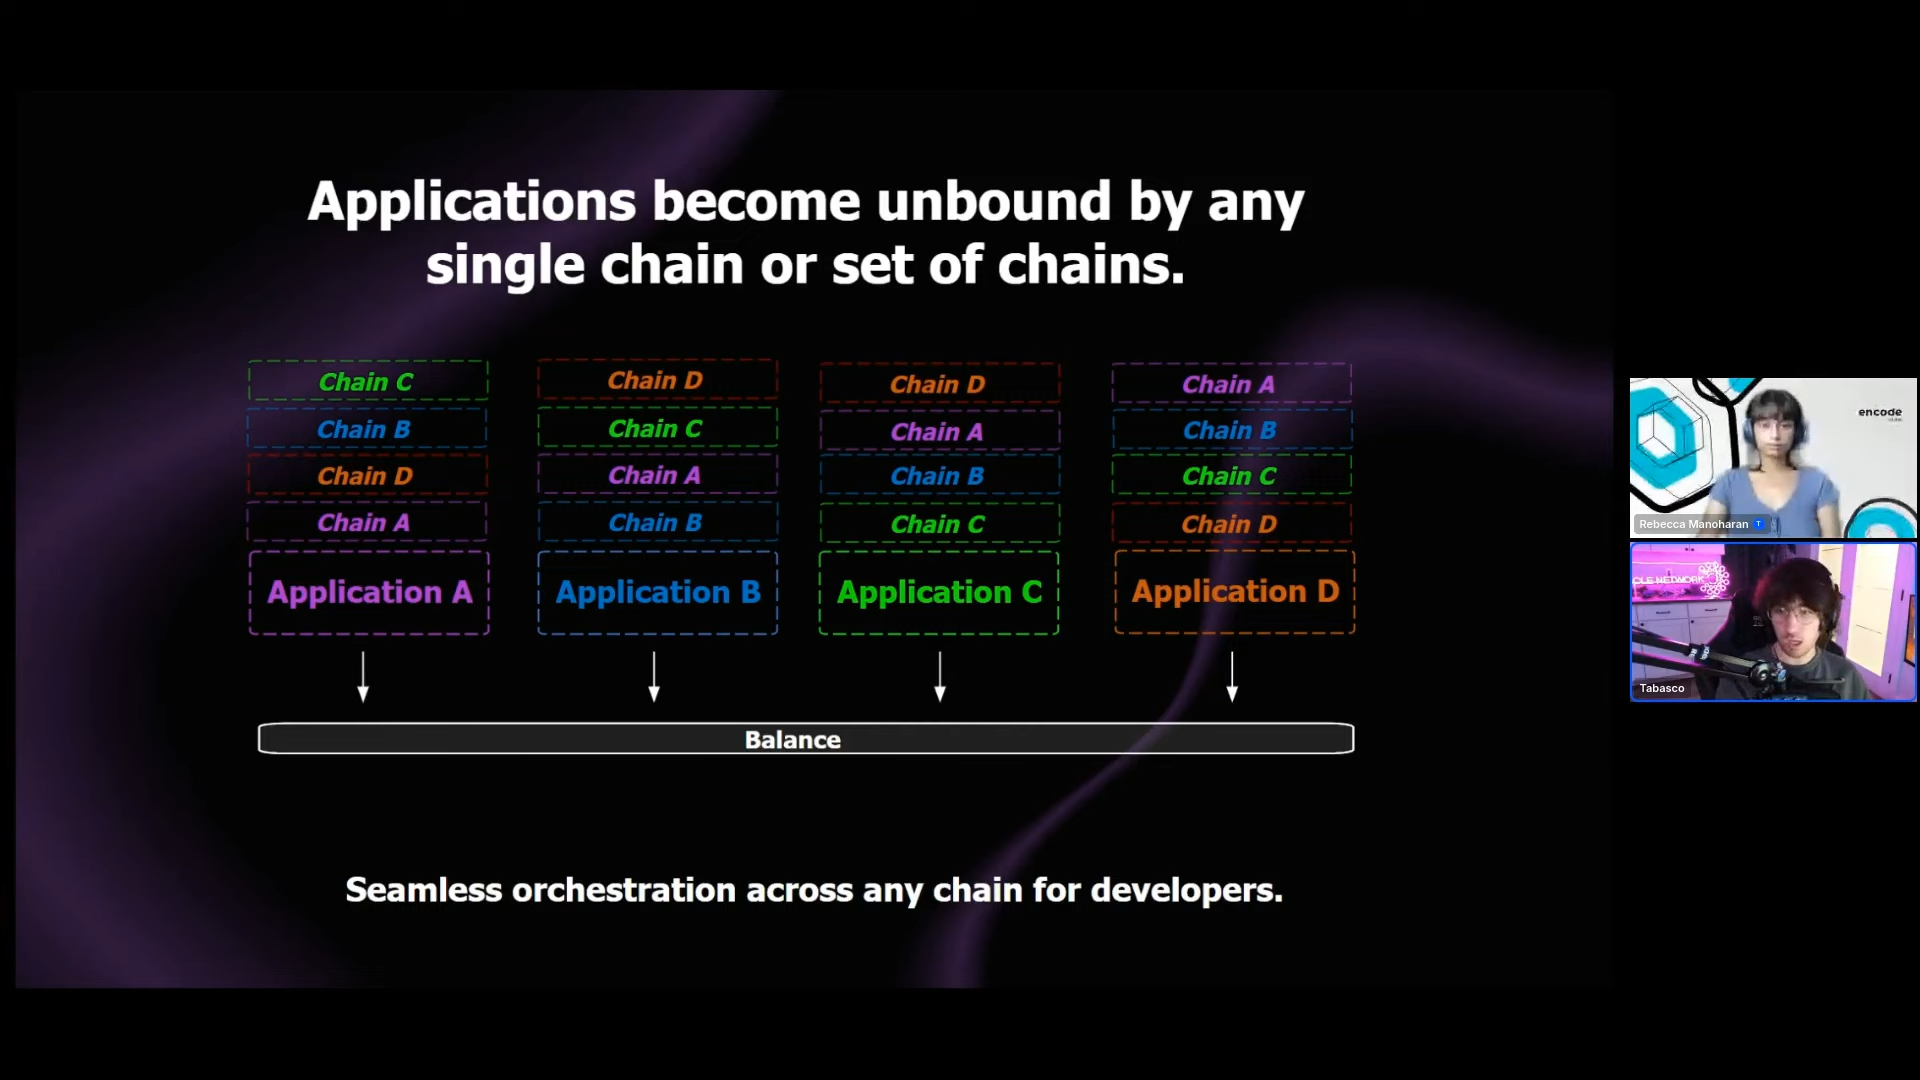 Applications become unbound by any
single chain or set of chains.
Chain C
Chain B
Chain D
Chain A
Application A
Chain D
Chain C
Chain A
Chain B
Application B
Chain D
Chain A
Chain B
Chain C
Application C
Chain A
Chain B
Chain C
Chain D
Application D
Balance
Seamless orchestration across any chain for developers.
encode
Rebecca Manoharan
CLE NETWORK
Tabasco